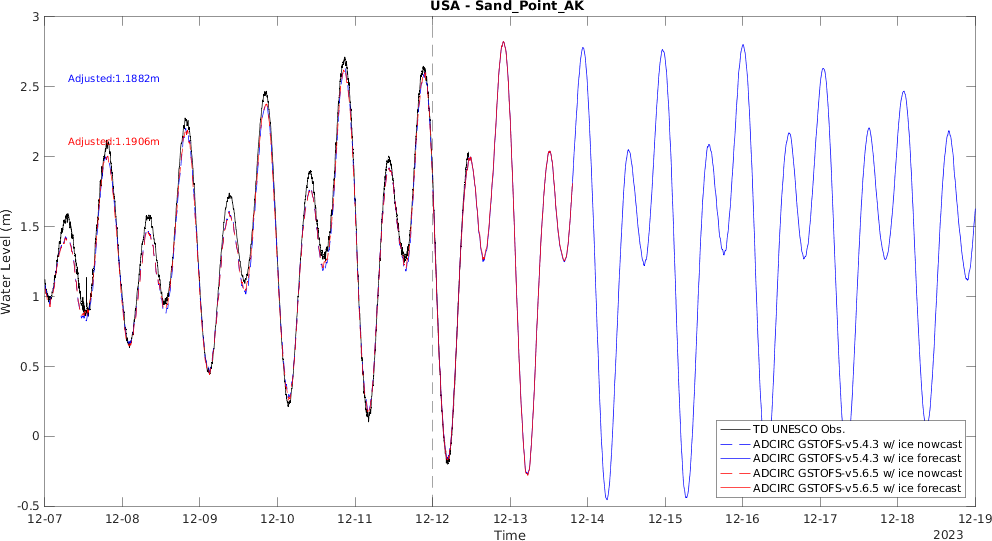 USA - Sand_Point_AK
3
2.5
2
1.5
1
0.5
0
-0.5
Water Level (m)
Adjusted:1.1882m
Adjusted:1.1906m
TD UNESCO Obs.
ADCIRC GSTOFS-v5.4.3 w/ ice nowcast
ADCIRC GSTOFS-v5.4.3 w/ ice forecast
ADCIRC GSTOFS-v5.6.5 w/ ice nowcast
ADCIRC GSTOFS-v5.6.5 w/ ice forecast
12-07 12-08 12-09 12-10 12-11 12-12 12-13 12-14 12-15 12-16 12-17 12-18 12-19
Time
2023